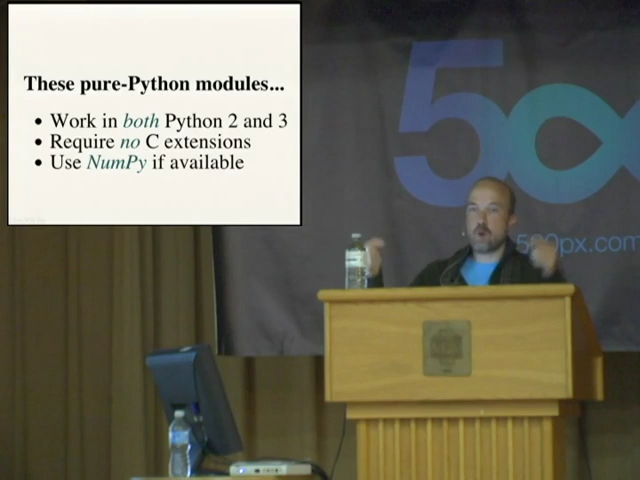 These pure-Python modules...
• Work in both Python 2 and 3
• Require no C extensions
• Use NumPy if available
500px.com